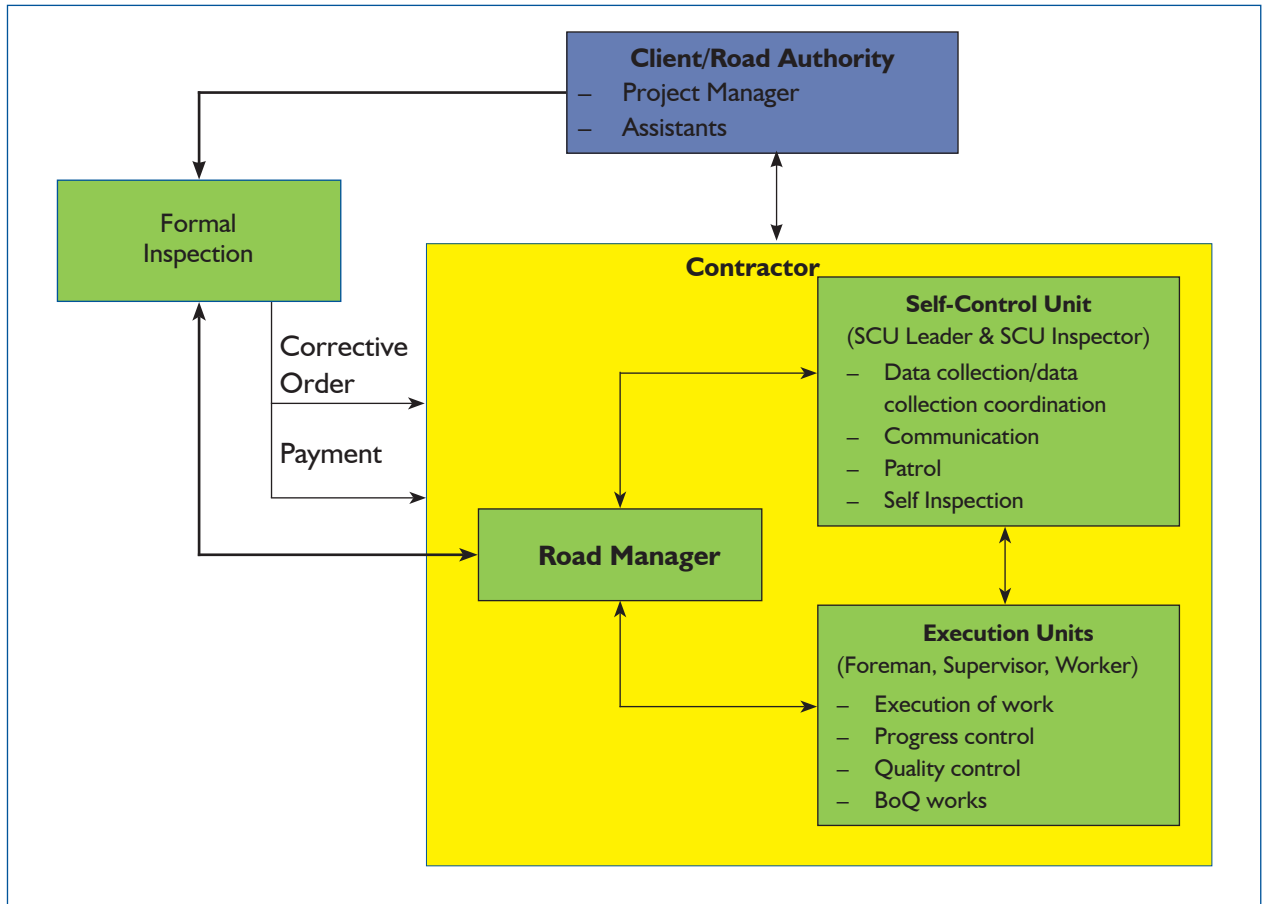 Client/Road Authority
– Project Manager
– Assistants
Formal
Inspection
Corrective
Order
Payment
Contractor
Self-Control Unit
(SCU Leader & SCU Inspector)
– Data collection/data
collection coordination
– Communication
– Patrol
– Self Inspection
Road Manager
Execution Units
(Foreman, Supervisor, Worker)
– Execution of work
– Progress control
– Quality control
– BoQ works